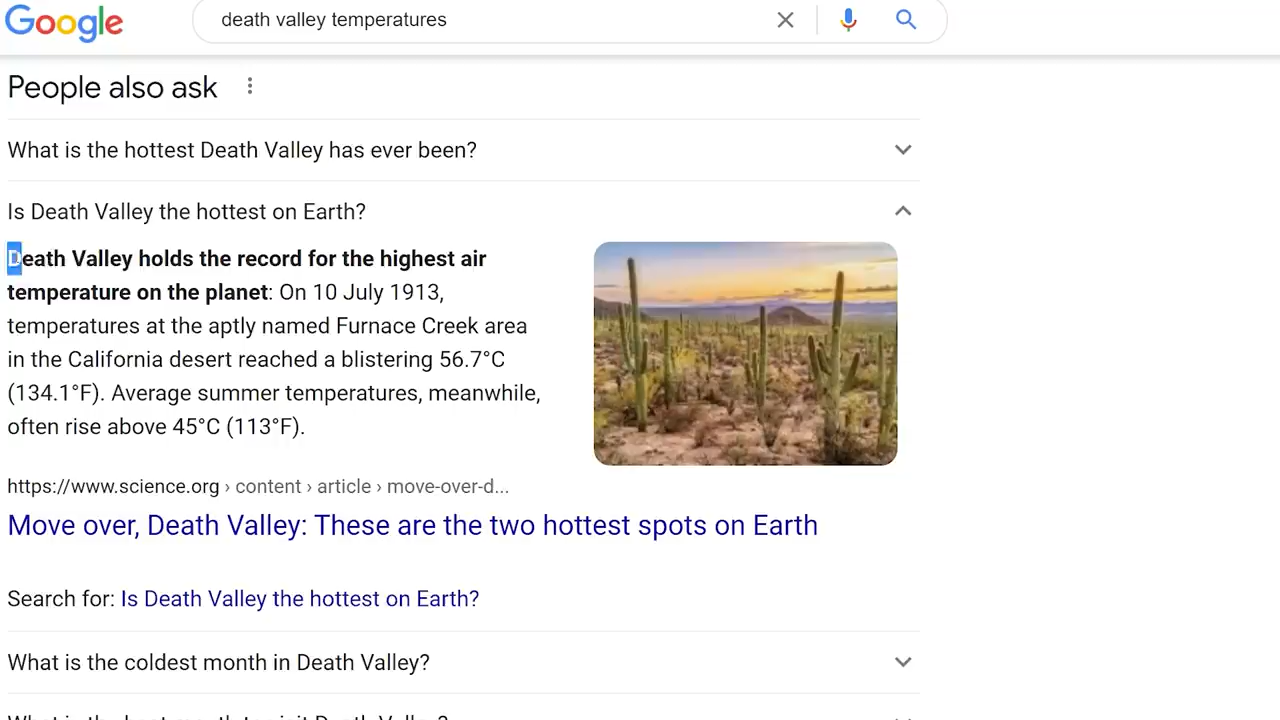 Google
death valley temperatures
People also ask
What is the hottest Death Valley has ever been?
Is Death Valley the hottest on Earth?
Death Valley holds the record for the highest air
temperature on the planet: On 10 July 1913,
temperatures at the aptly named Furnace Creek area
in the California desert reached a blistering 56.7°C
(134.1°F). Average summer temperatures, meanwhile,
often rise above 45°C (113°F).
https://www.science.org › content › article › move-over-d...
Move over, Death Valley: These are the two hottest spots on Earth
Search for: Is Death Valley the hottest on Earth?
What is the coldest month in Death Valley?